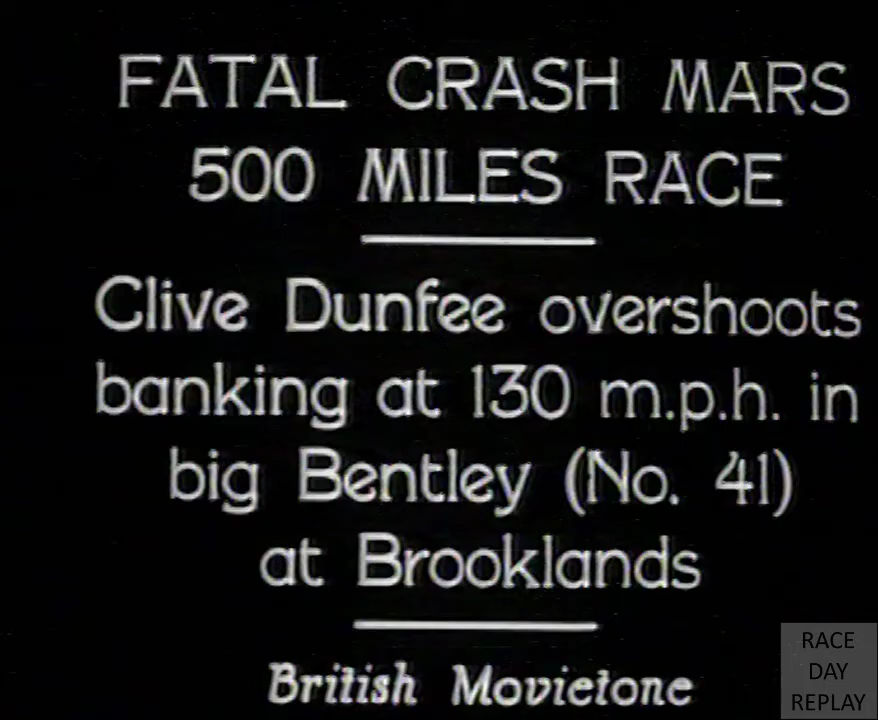 FATAL CRASH MARS
500 MILES RACE
Clive Dunfee overshoots
banking at 130 m.p.h. in
big Bentley (No. 41)
at Brooklands
British Movietone
RACE
DAY
REPLAY